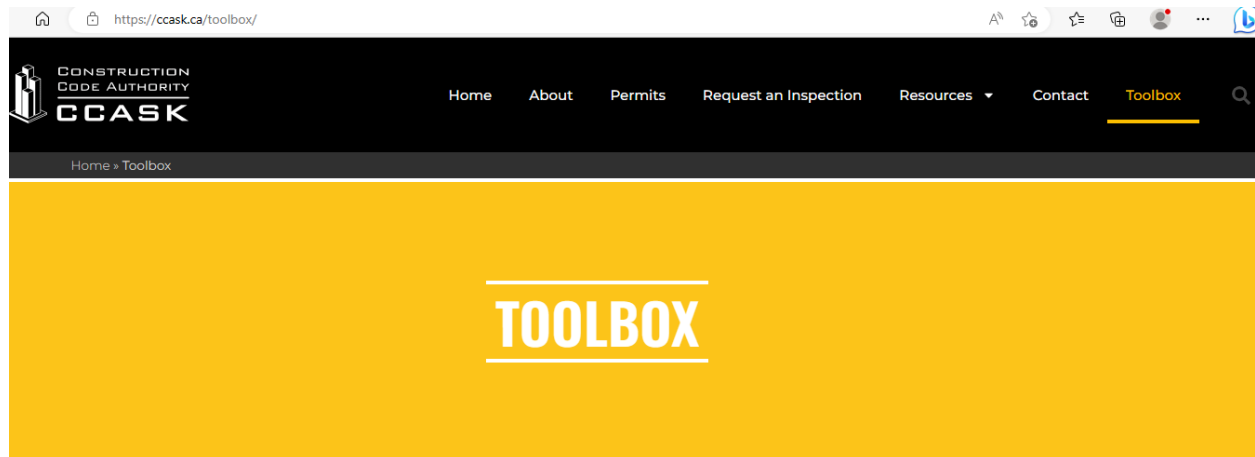 https://ccask.ca/toolbox/
CONSTRUCTION
CODE AUTHORITY
CCASK
Home About Permits Request an Inspection Resources Contact Toolbox
Home » Toolbox
TOOLBOX